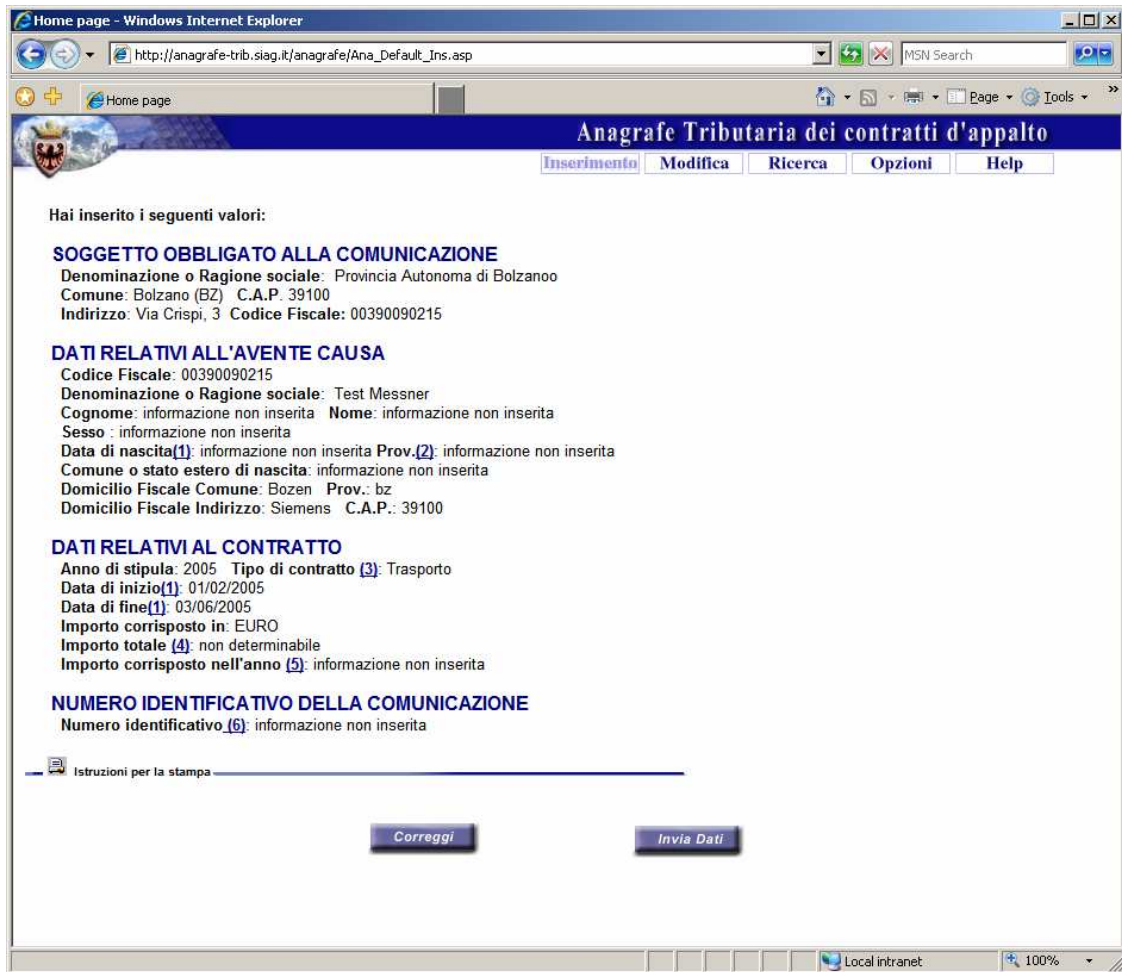 Home page - Windows Internet Explorer
http://anagrafe-trib.siag.it/anagrafe/Ana_Default_Ins.asp MSN Search
Home page Page Tools »
Anagrafe Tributaria dei contratti d'appalto
Inserimento Modifica Ricerca Opzioni Help
Hai inserito i seguenti valori:
SOGGETTO OBBLIGATO ALLA COMUNICAZIONE
Denominazione o Ragione sociale: Provincia Autonoma di Bolzanoo
Comune: Bolzano (BZ) C.A.P. 39100
Indirizzo: Via Crispi, 3 Codice Fiscale: 00390090215
DATI RELATIVI ALL'AVENTE CAUSA
Codice Fiscale: 00390090215
Denominazione o Ragione sociale: Test Messner
Cognome: informazione non inserita Nome: informazione non inserita
Sesso : informazione non inserita
Data di nascita(1): informazione non inserita Prov.(2): informazione non inserita
Comune o stato estero di nascita: informazione non inserita
Domicilio Fiscale Comune: Bozen Prov.: bz
Domicilio Fiscale Indirizzo: Siemens C.A.P.: 39100
DATI RELATIVI AL CONTRATTO
Anno di stipula: 2005 Tipo di contratto (3): Trasporto
Data di inizio(1): 01/02/2005
Data di fine(1): 03/06/2005
Importo corrisposto in: EURO
Importo totale (4): non determinabile
Importo corrisposto nell'anno (5): informazione non inserita
NUMERO IDENTIFICATIVO DELLA COMUNICAZIONE
Numero identificativo (6): informazione non inserita
Istruzioni per la stampa
Correggi Invia Dati
Local intranet 100%